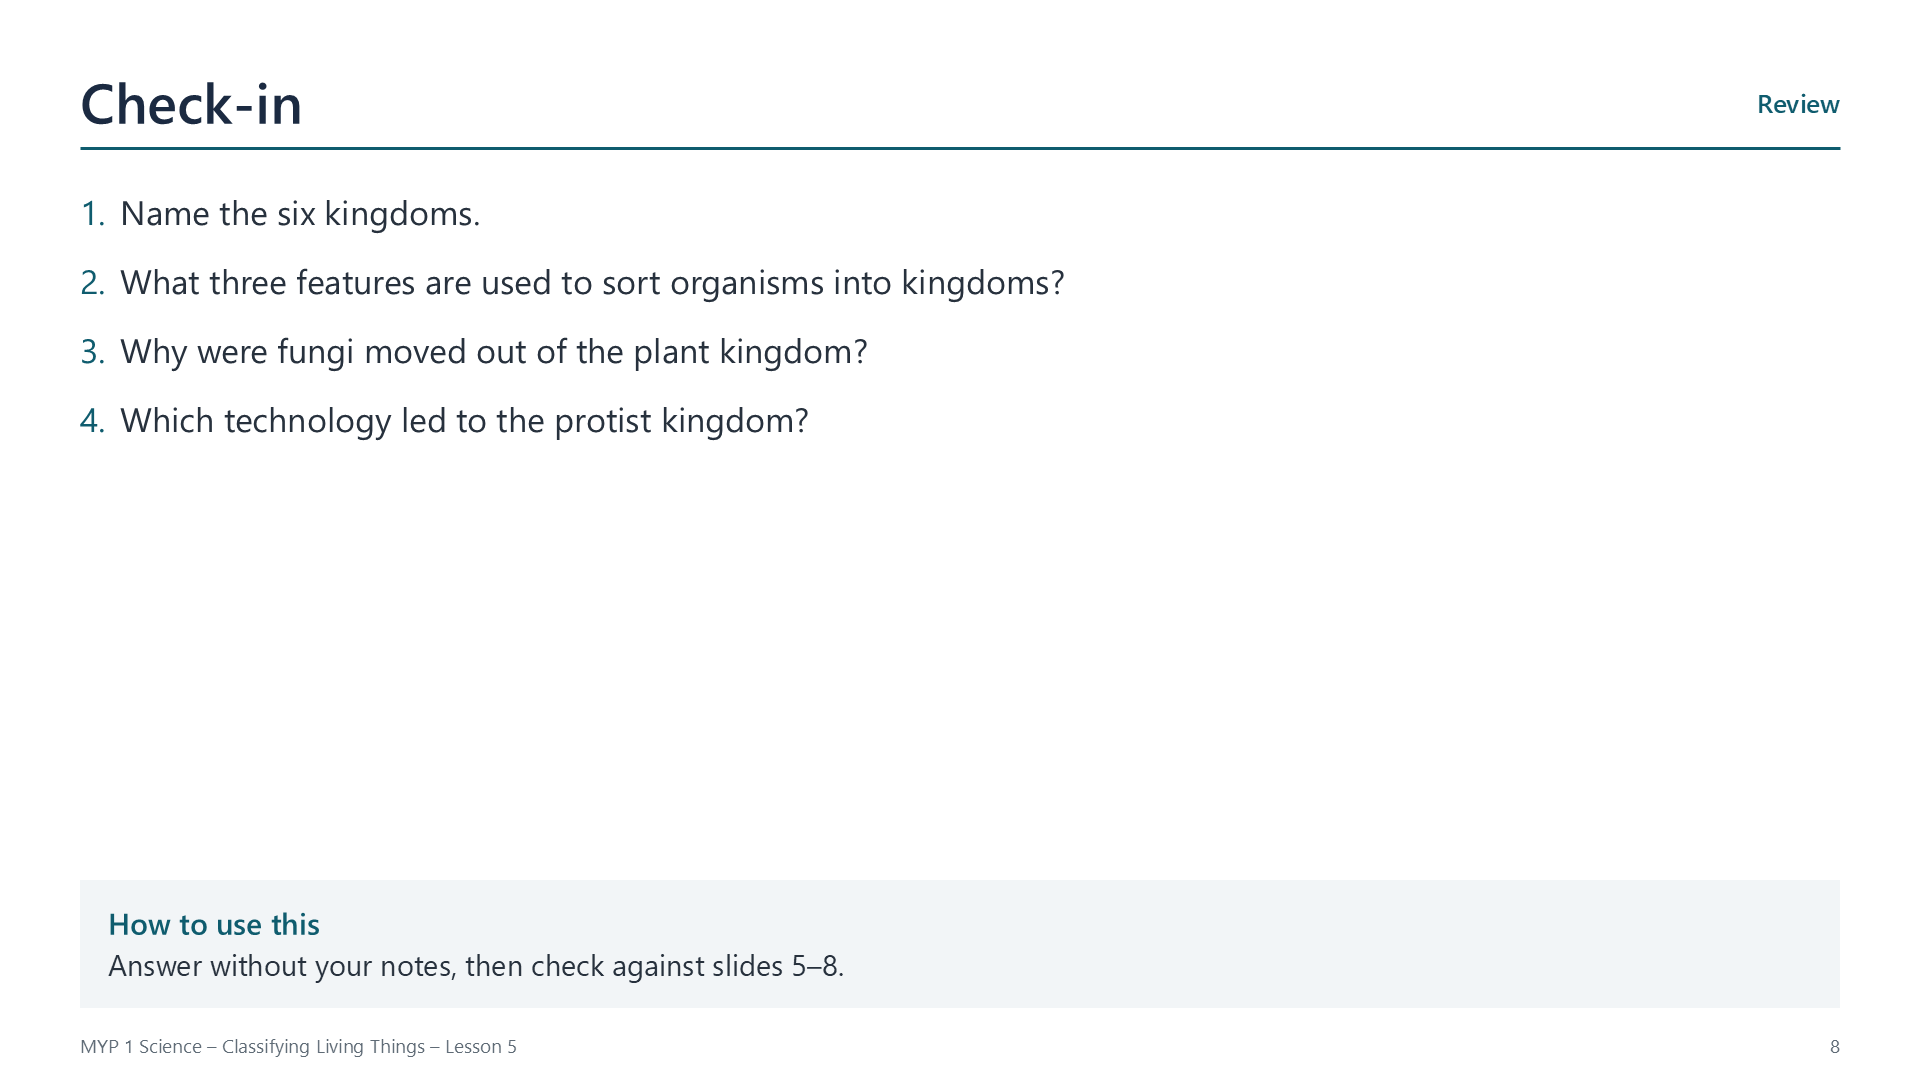 Check-in
Review
1. Name the six kingdoms.
2. What three features are used to sort organisms into kingdoms?
3. Why were fungi moved out of the plant kingdom?
4. Which technology led to the protist kingdom?
How to use this
Answer without your notes, then check against slides 5–8.
MYP 1 Science – Classifying Living Things – Lesson 5
8